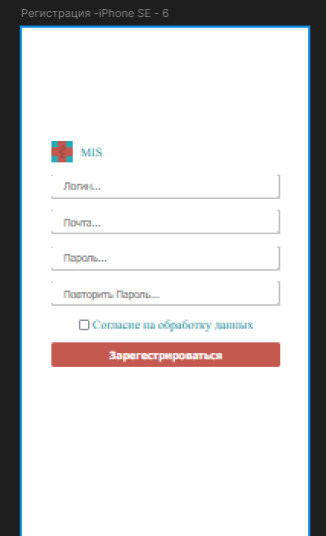 Регистрация -iPhone SE - 6
MIS
Логин...
Почта...
Пароль...
Повторить Пароль...
Согласие на обработку данных
Зарегестрироваться